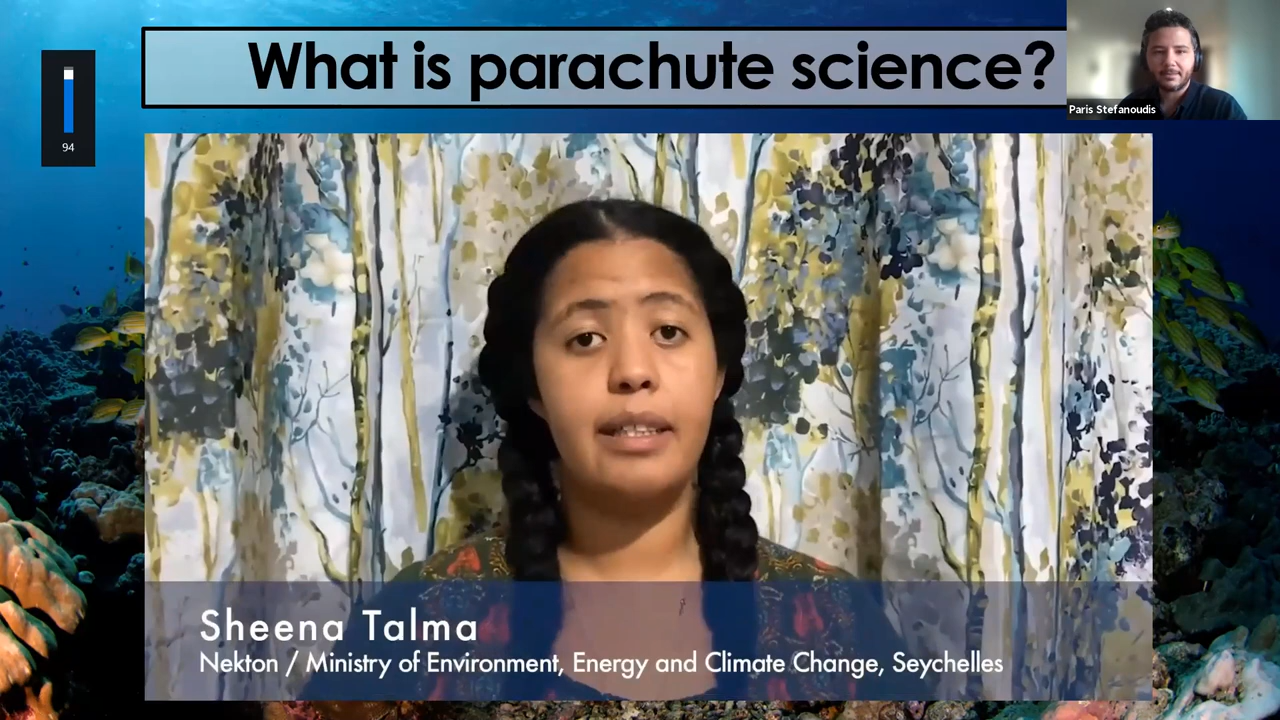 What is parachute science?
Paris Stefanoudis
94
Sheena Talma
Nekton / Ministry of Environment, Energy and Climate Change, Seychelles